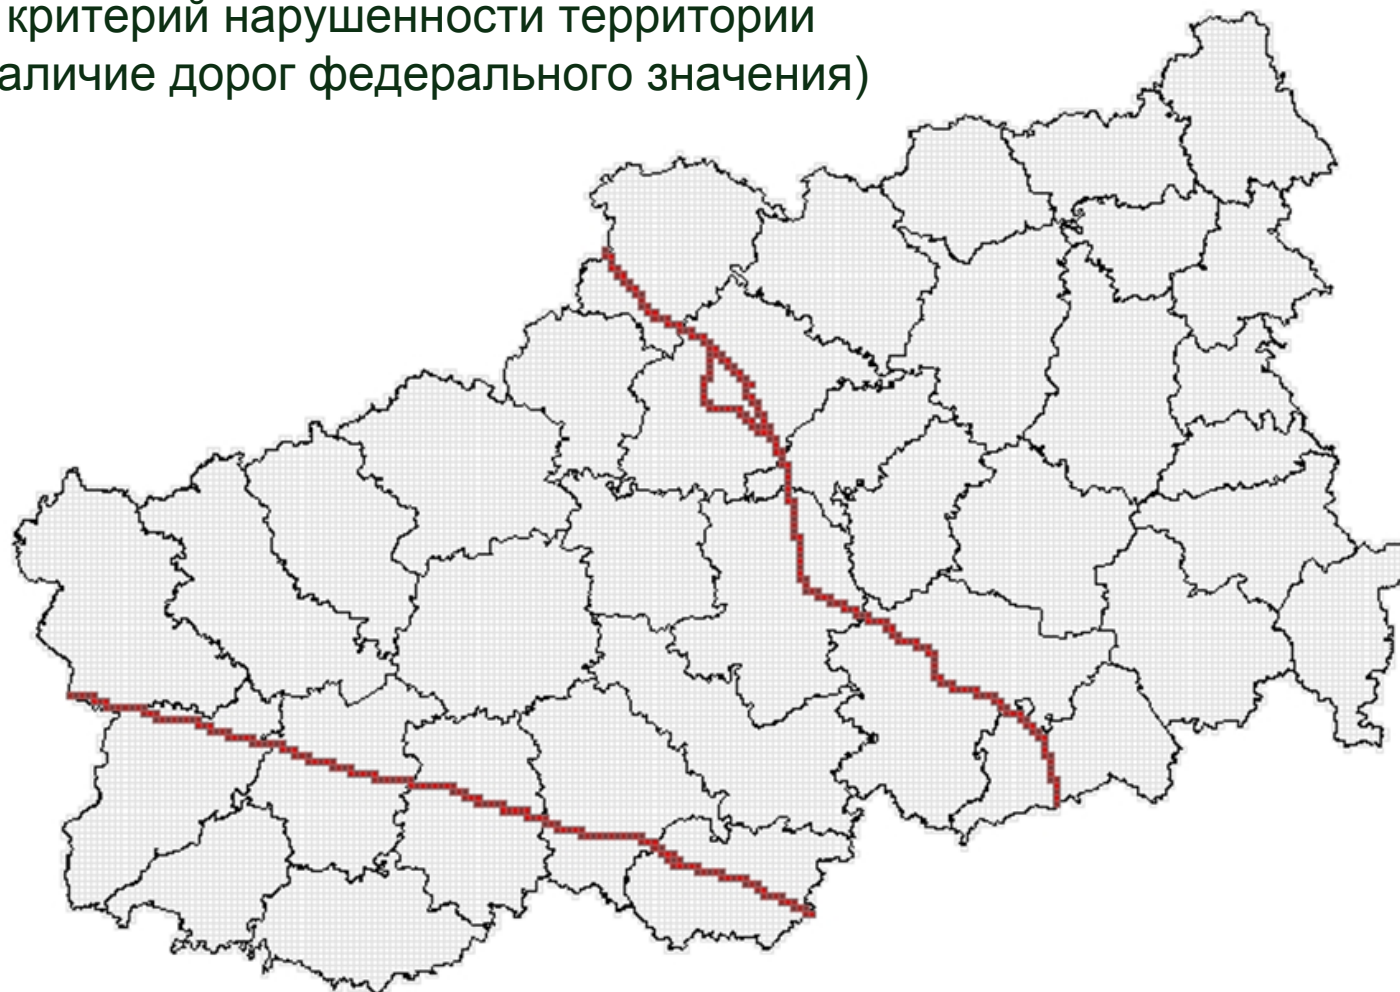 критерий нарушенности территории
аличие дорог федерального значения)